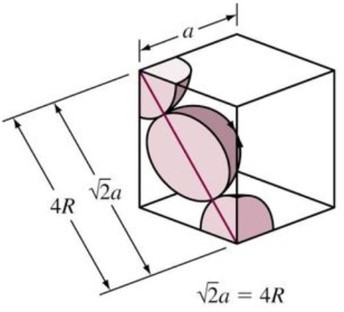 a
√2a
4R
√2a = 4R